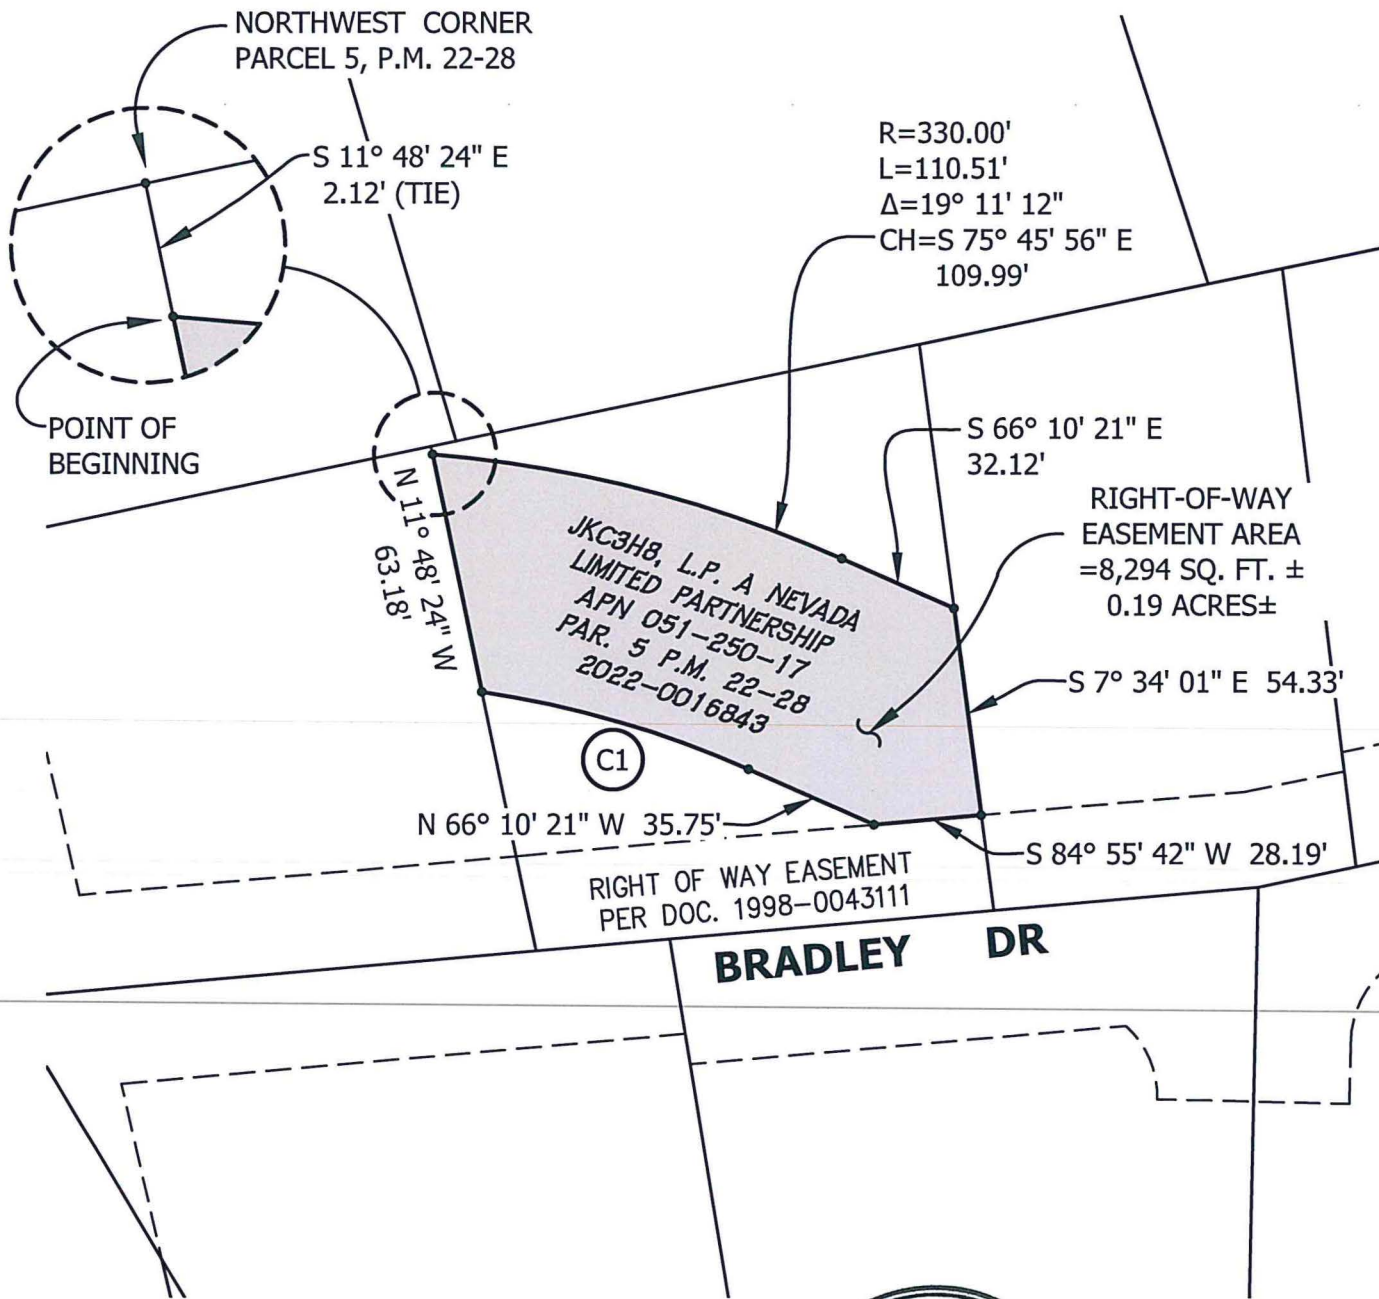 NORTHWEST CORNER
PARCEL 5, P.M. 22-28
S 11° 48' 24" E
2.12' (TIE)
R=330.00'
L=110.51'
Δ=19° 11' 12"
CH=S 75° 45' 56" E
109.99'
POINT OF
BEGINNING
S 66° 10' 21" E
32.12'
RIGHT-OF-WAY
EASEMENT AREA
=8,294 SQ. FT. ±
0.19 ACRES±
N 11° 48' 24" W
63.18'
JKC3H8, L.P. A NEVADA
LIMITED PARTNERSHIP
APN 051-250-17
PAR. 5 P.M. 22-28
2022-0016843
S 7° 34' 01" E 54.33'
C1
N 66° 10' 21" W 35.75'
S 84° 55' 42" W 28.19'
RIGHT OF WAY EASEMENT
PER DOC. 1998-0043111
BRADLEY DR